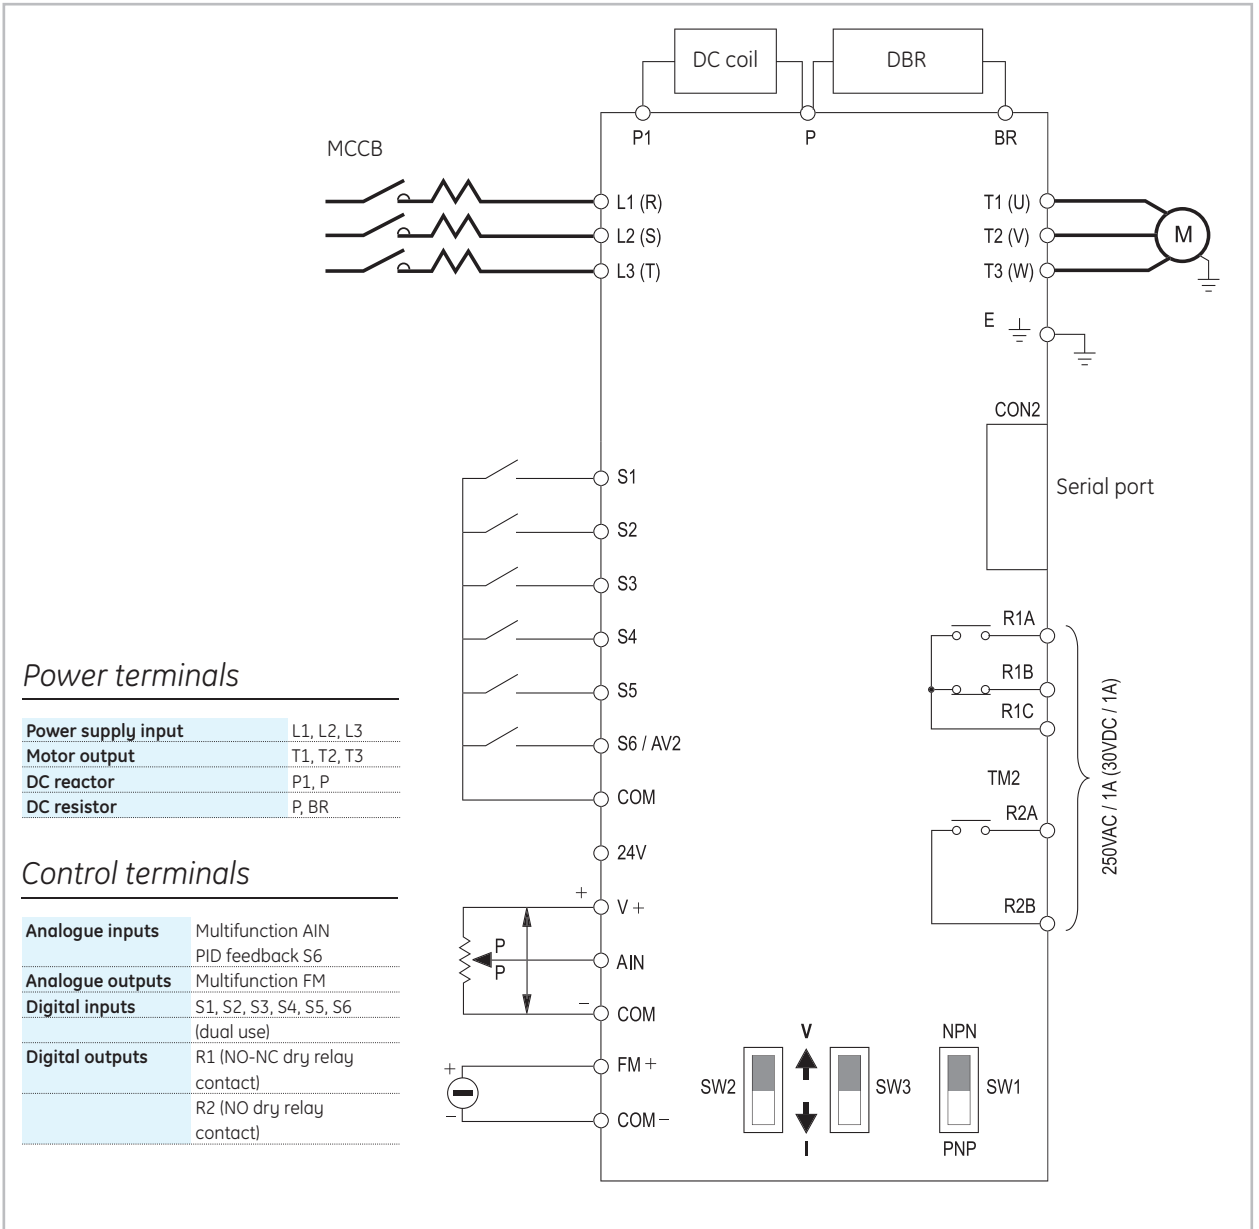 DC coil
DBR
P1
P
BR
MCCB
L1 (R)
T1 (U)
L2 (S)
T2 (V)
M
L3 (T)
T3 (W)
E
CON2
Serial port
S1
S2
S3
S4
S5
S6 / AV2
COM
24V
+
V +
P
P
AIN
−
COM
+
FM +
−
COM −
R1A
R1B
R1C
TM2
R2A
R2B
250VAC / 1A (30VDC / 1A)
V
NPN
SW2
SW3
SW1
I
PNP
Power terminals
Power supply input L1, L2, L3
Motor output T1, T2, T3
DC reactor P1, P
DC resistor P, BR
Control terminals
Analogue inputs Multifunction AIN
PID feedback S6
Analogue outputs Multifunction FM
Digital inputs S1, S2, S3, S4, S5, S6
(dual use)
Digital outputs R1 (NO-NC dry relay
contact)
R2 (NO dry relay
contact)